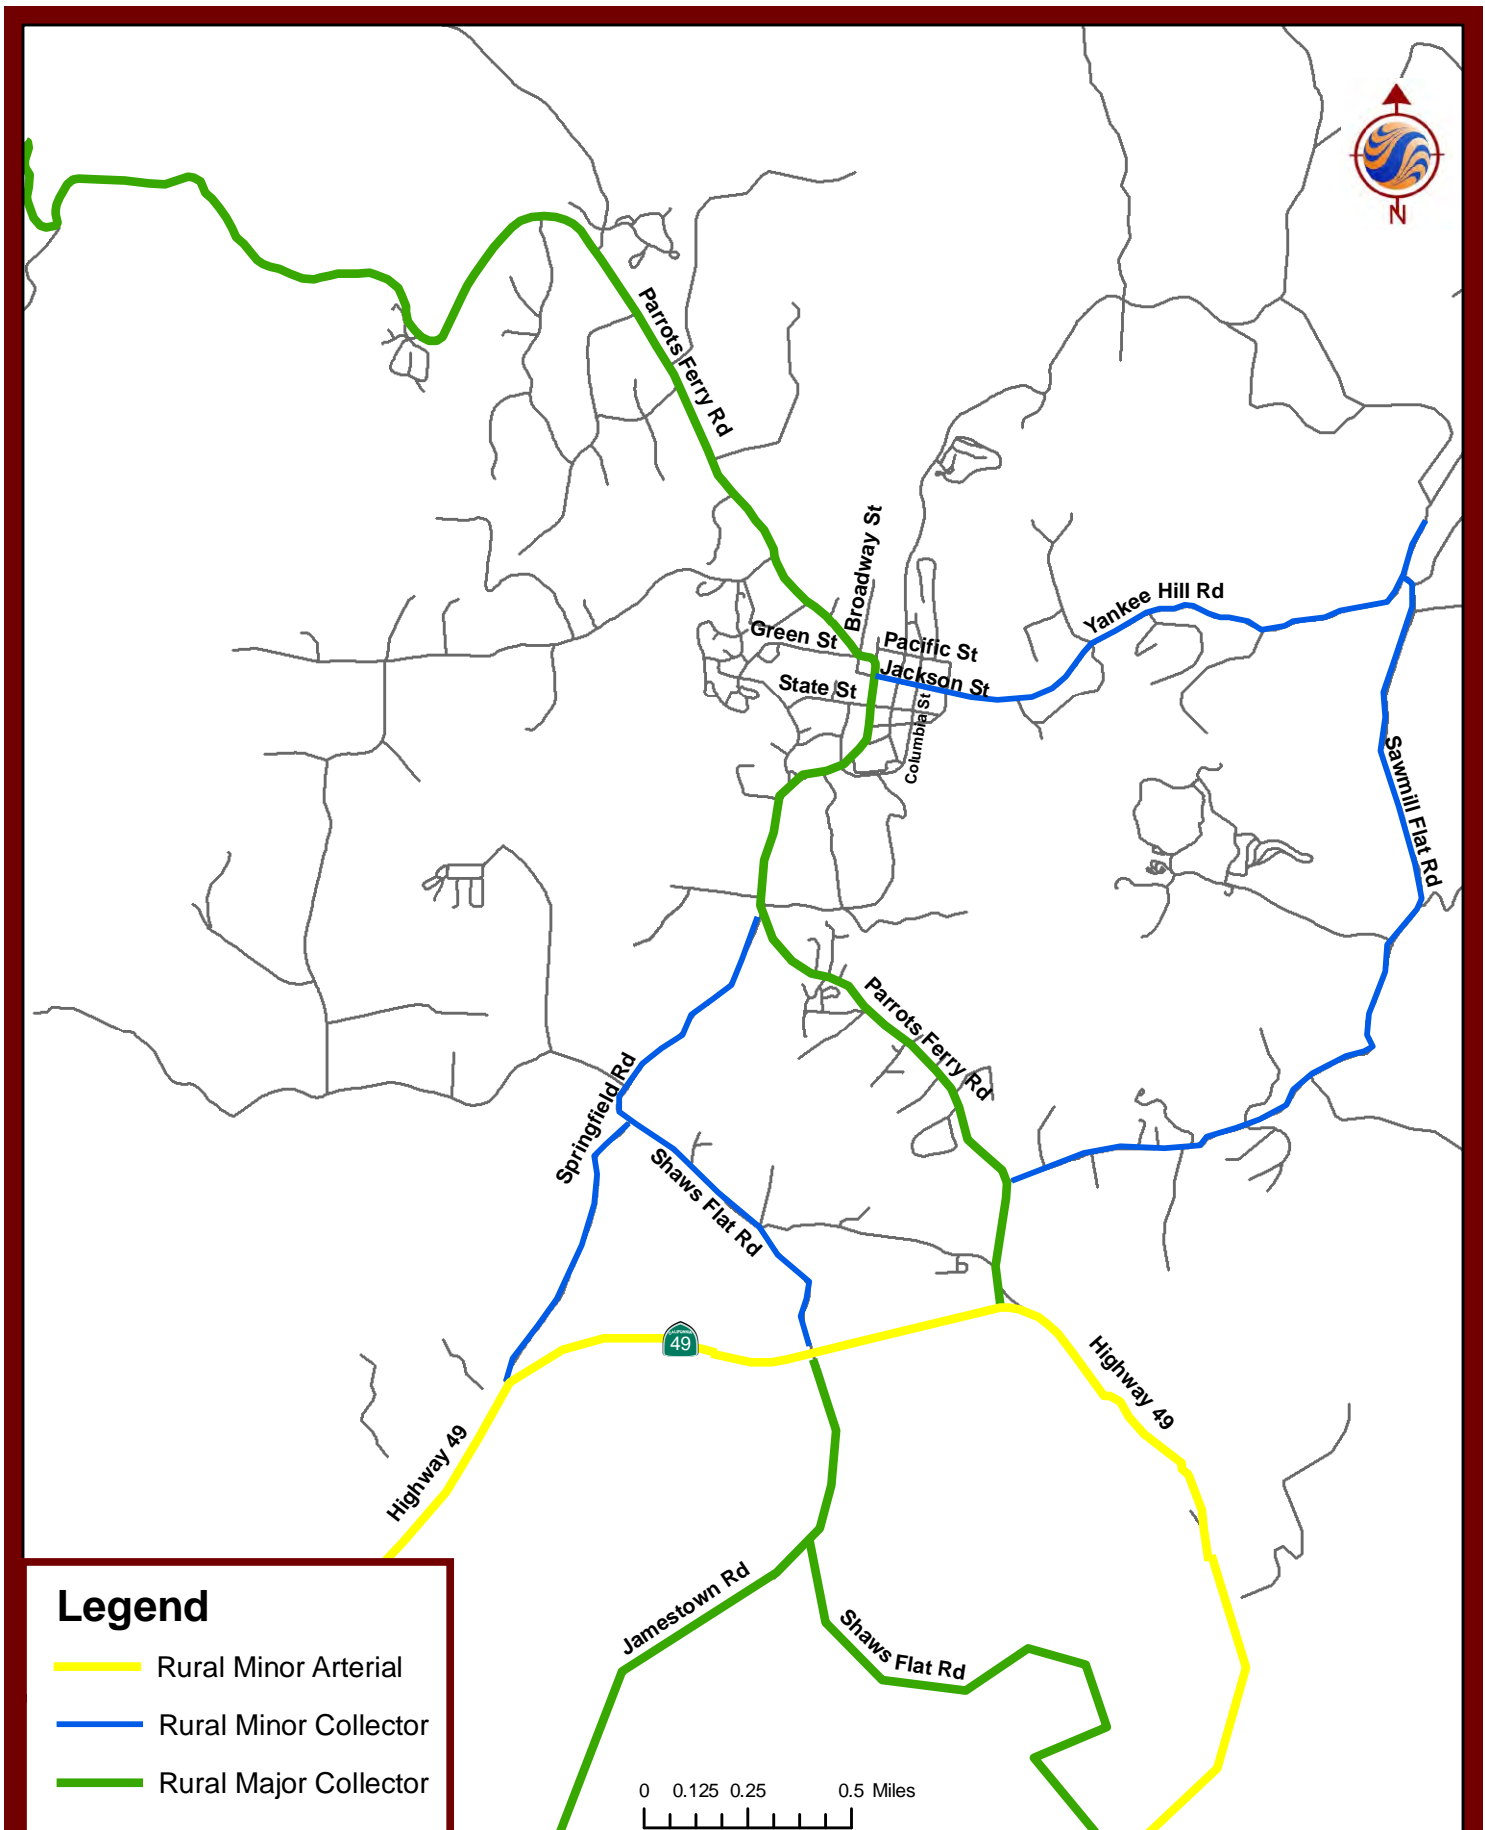 N
Parrots Ferry Rd
Broadway St
Green St
Pacific St
Jackson St
State St
Columbia St
Yankee Hill Rd
Sawmill Flat Rd
Parrots Ferry Rd
Springfield Rd
Shaws Flat Rd
CALIFORNIA
49
Highway 49
Highway 49
Jamestown Rd
Shaws Flat Rd
Legend
Rural Minor Arterial
Rural Minor Collector
Rural Major Collector
0 0.125 0.25 0.5 Miles